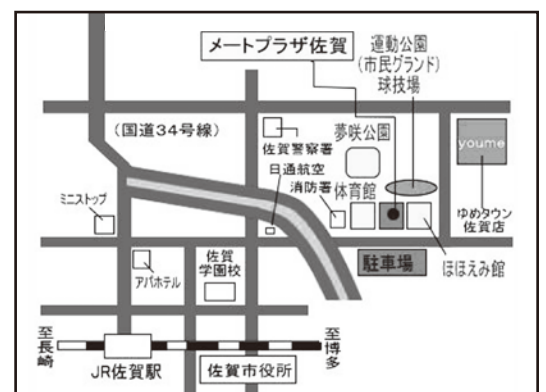 メートプラザ佐賀
運動公園
(市民グランド)
球技場
(国道34号線)
佐賀警察署
夢咲公園
youme
日通航空
消防署
体育館
ミニストップ
ゆめタウン
佐賀店
アパホテル
佐賀
学園校
駐車場
ほほえみ館
至長崎
JR佐賀駅
佐賀市役所
至博多